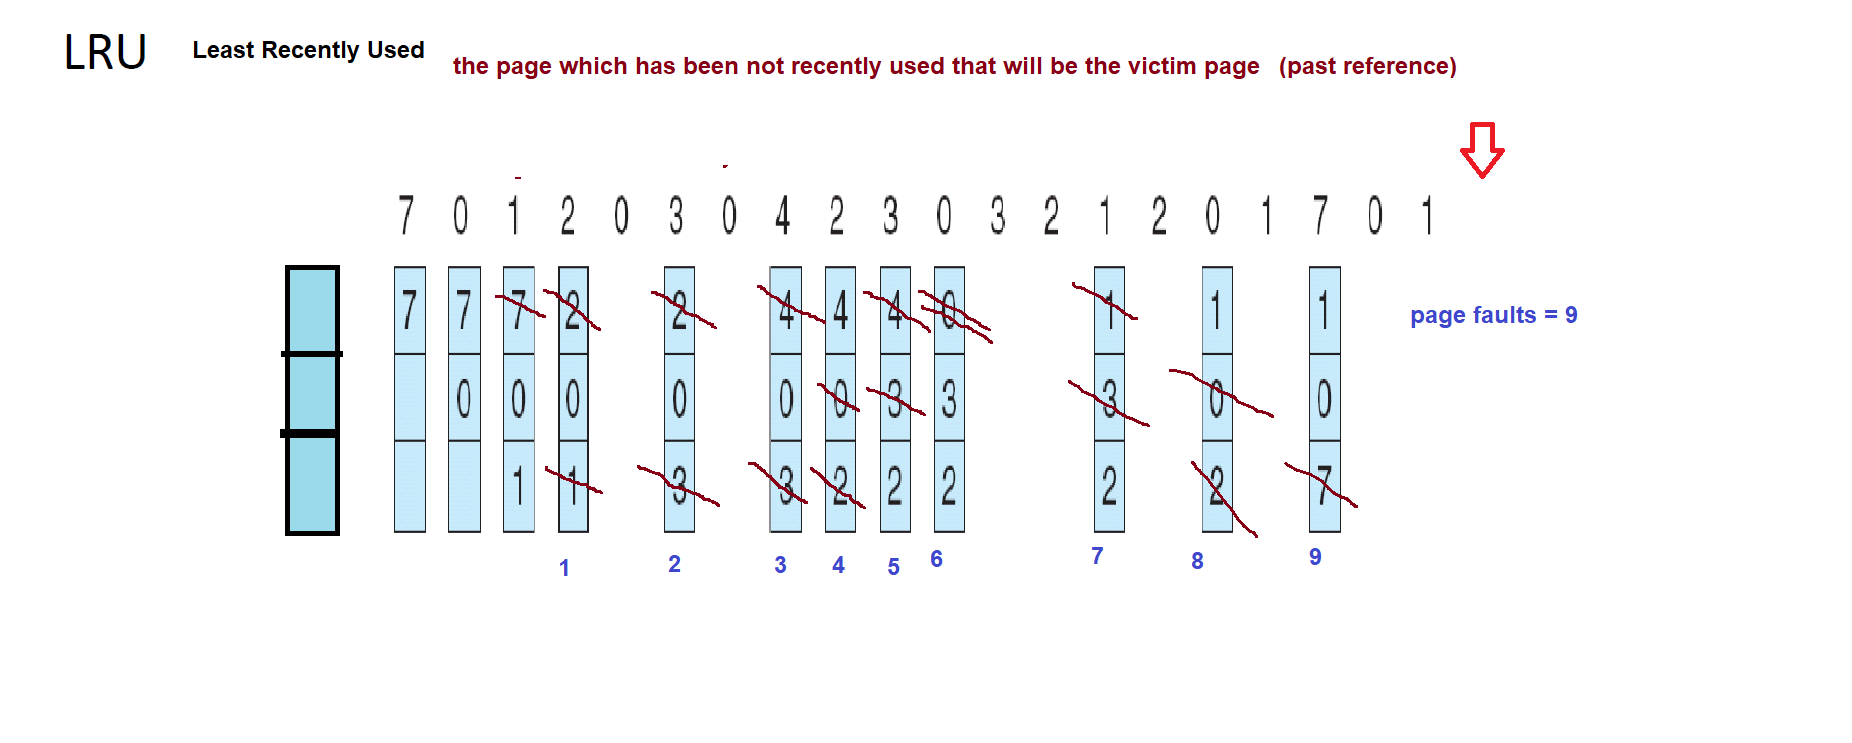 LRU Least Recently Used
the page which has been not recently used that will be the victim page (past reference)
7 0 1 2 0 3 0 4 2 3 0 3 2 1 2 0 1 7 0 1
7 7 7 2 2 4 4 4 0 1 1 1
page faults = 9
0 0 0 0 0 0 3 3 3 0 0
1 1 3 3 2 2 2 2 2 7
1 2 3 4 5 6 7 8 9